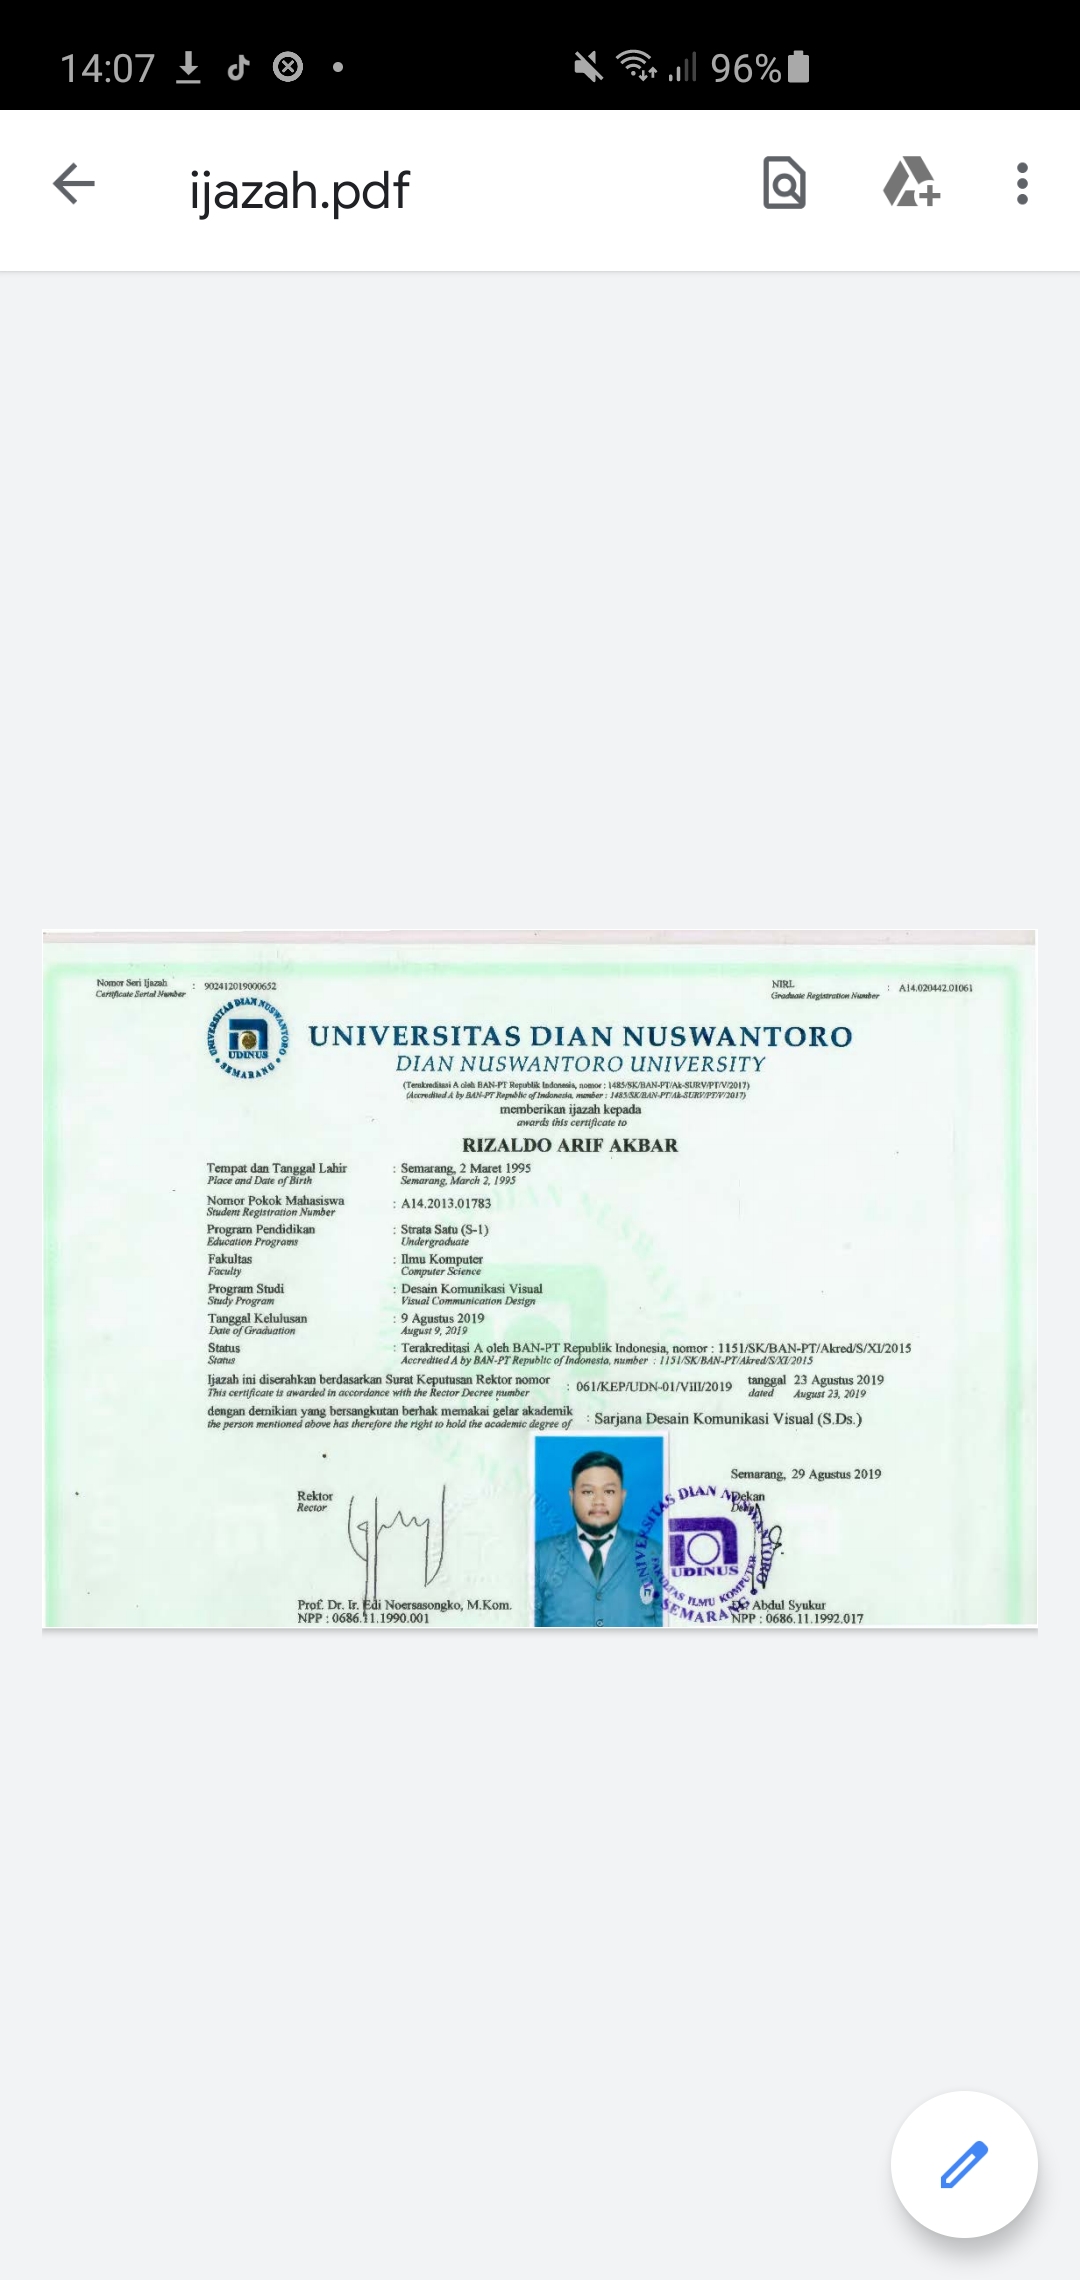 14:07 96%
ijazah.pdf
Nomor Seri Ijazah : 902412019000652
Certificate Serial Number
NIRL : A14.020442.01061
Graduate Registration Number
UNIVERSITAS DIAN NUSWANTORO
SEMARANG
UDINUS
UNIVERSITAS DIAN NUSWANTORO
DIAN NUSWANTORO UNIVERSITY
(Terakreditasi A oleh BAN-PT Republik Indonesia, nomor : 1485/SK/BAN-PT/Ak-SURV/PT/V/2017)
(Accredited A by BAN-PT Republic of Indonesia, number : 1485/SK/BAN-PT/Ak-SURV/PT/V/2017)
memberikan ijazah kepada
awards this certificate to
RIZALDO ARIF AKBAR
Tempat dan Tanggal Lahir : Semarang, 2 Maret 1995
Place and Date of Birth Semarang, March 2, 1995
Nomor Pokok Mahasiswa : A14.2013.01783
Student Registration Number
Program Pendidikan : Strata Satu (S-1)
Education Programs Undergraduate
Fakultas : Ilmu Komputer
Faculty Computer Science
Program Studi : Desain Komunikasi Visual
Study Program Visual Communication Design
Tanggal Kelulusan : 9 Agustus 2019
Date of Graduation August 9, 2019
Status : Terakreditasi A oleh BAN-PT Republik Indonesia, nomor : 1151/SK/BAN-PT/Akred/S/XI/2015
Status Accredited A by BAN-PT Republic of Indonesia, number : 1151/SK/BAN-PT/Akred/S/XI/2015
Ijazah ini diserahkan berdasarkan Surat Keputusan Rektor nomor : 061/KEP/UDN-01/VIII/2019 tanggal 23 Agustus 2019
This certificate is awarded in accordance with the Rector Decree number dated August 23, 2019
dengan demikian yang bersangkutan berhak memakai gelar akademik : Sarjana Desain Komunikasi Visual (S.Ds.)
the person mentioned above has therefore the right to hold the academic degree of
Semarang, 29 Agustus 2019
Rektor
Rector
Dekan
UNIVERSITAS DIAN NUSWANTORO
FAKULTAS ILMU KOMPUTER
UDINUS
SEMARANG
Prof. Dr. Ir. Edi Noersasongko, M.Kom.
NPP : 0686.11.1990.001
Abdul Syukur
NPP : 0686.11.1992.017